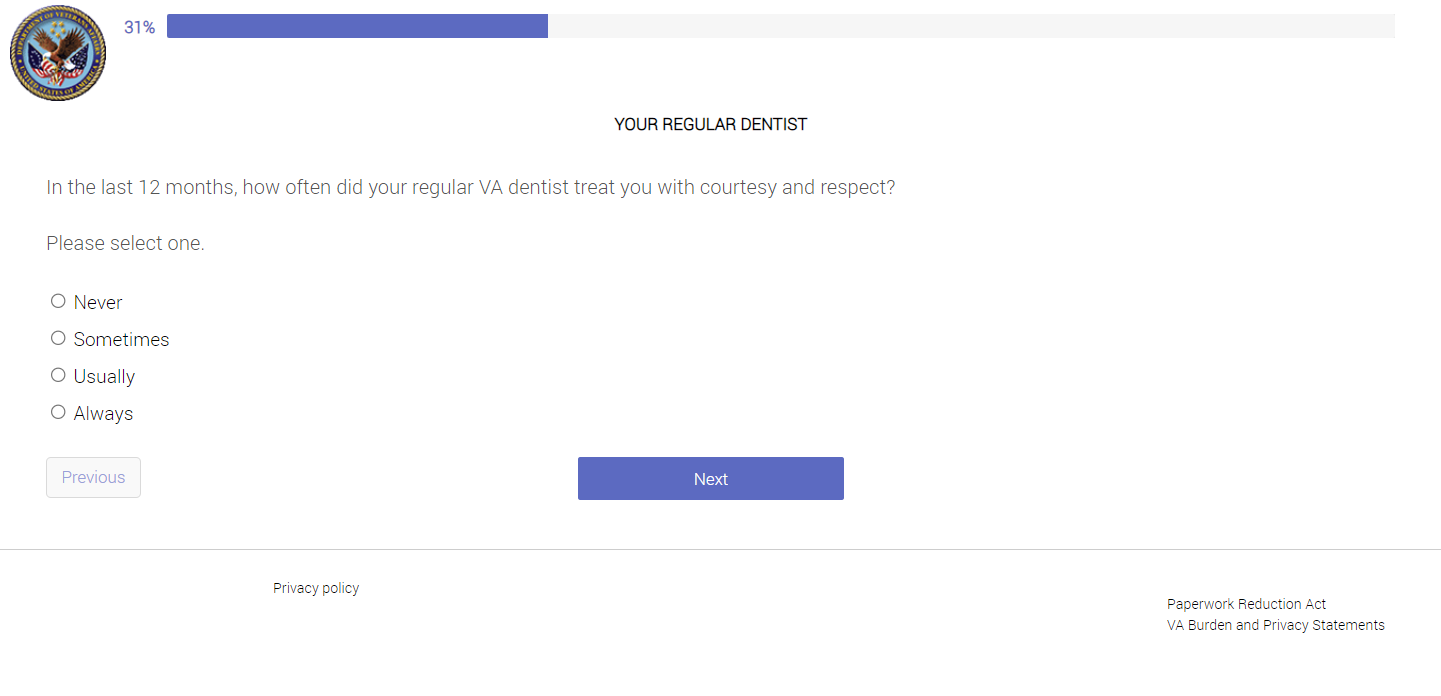 31%
YOUR REGULAR DENTIST
In the last 12 months, how often did your regular VA dentist treat you with courtesy and respect?
Please select one.
Never
Sometimes
Usually
Always
Previous
Next
Privacy policy
Paperwork Reduction Act
VA Burden and Privacy Statements